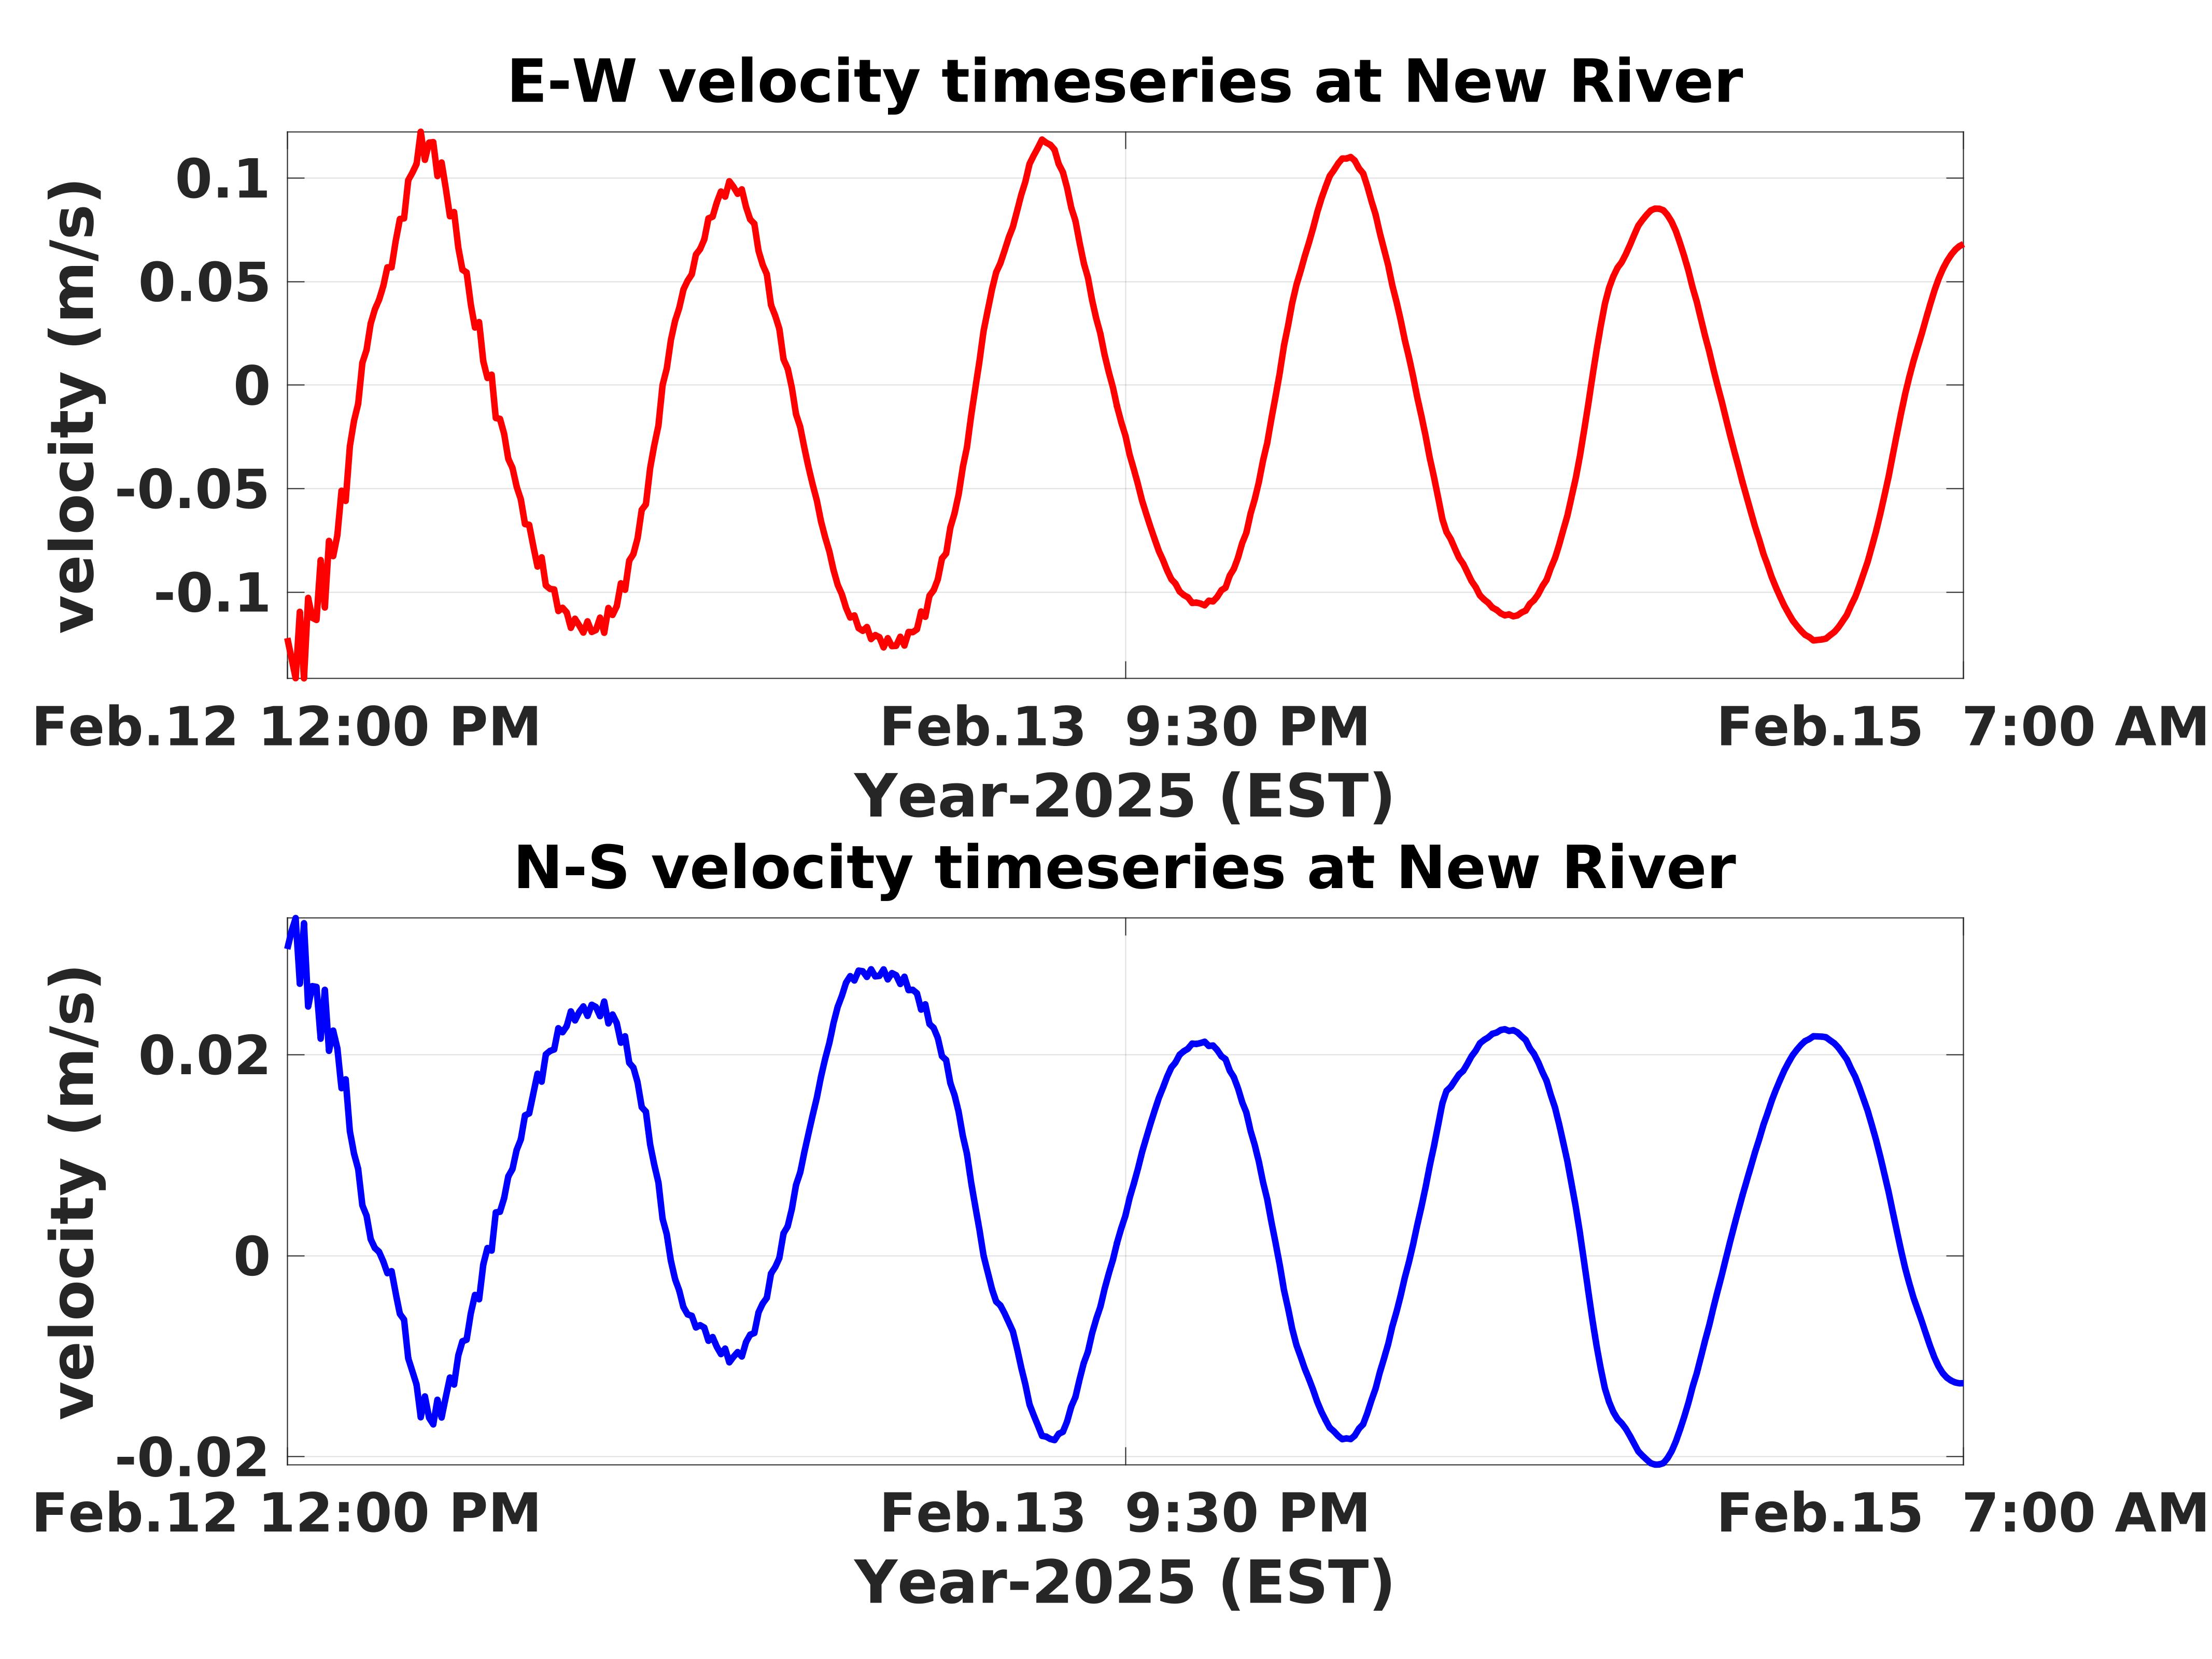 E-W velocity timeseries at New River
velocity (m/s)
0.1
0.05
0
-0.05
-0.1
Feb.12 12:00 PM Feb.13 9:30 PM Feb.15 7:00 AM
Year-2025 (EST)
N-S velocity timeseries at New River
velocity (m/s)
0.02
0
-0.02
Feb.12 12:00 PM Feb.13 9:30 PM Feb.15 7:00 AM
Year-2025 (EST)